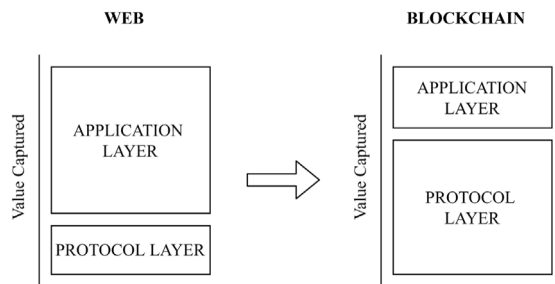 WEB
Value Captured
APPLICATION
LAYER
PROTOCOL LAYER
BLOCKCHAIN
Value Captured
APPLICATION
LAYER
PROTOCOL
LAYER